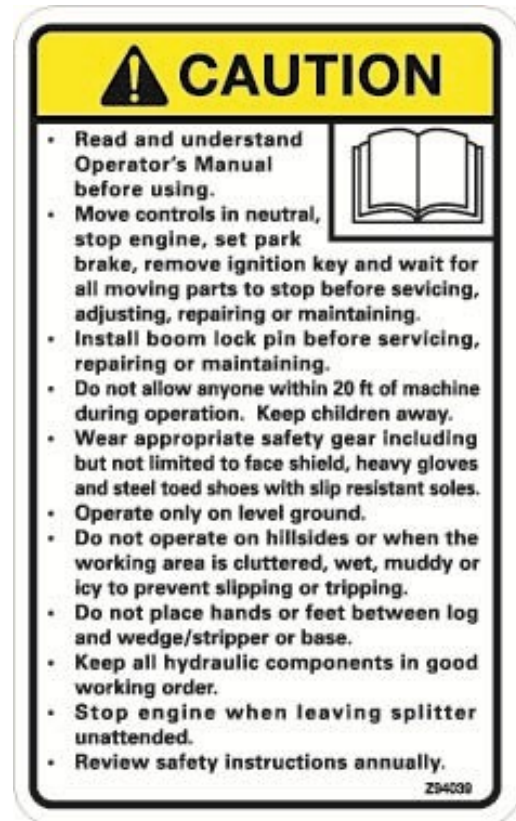 CAUTION
• Read and understand
Operator's Manual
before using.
• Move controls in neutral,
stop engine, set park
brake, remove ignition key and wait for
all moving parts to stop before sevicing,
adjusting, repairing or maintaining.
• Install boom lock pin before servicing,
repairing or maintaining.
• Do not allow anyone within 20 ft of machine
during operation. Keep children away.
• Wear appropriate safety gear including
but not limited to face shield, heavy gloves
and steel toed shoes with slip resistant soles.
• Operate only on level ground.
• Do not operate on hillsides or when the
working area is cluttered, wet, muddy or
icy to prevent slipping or tripping.
• Do not place hands or feet between log
and wedge/stripper or base.
• Keep all hydraulic components in good
working order.
• Stop engine when leaving splitter
unattended.
• Review safety instructions annually.
Z94039